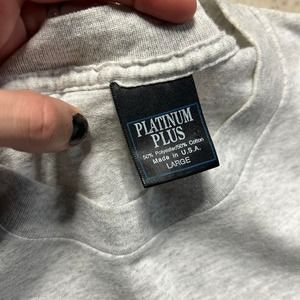 PLATINUM
PLUS
50% Polyester/50% Cotton
Made in U.S.A.
LARGE